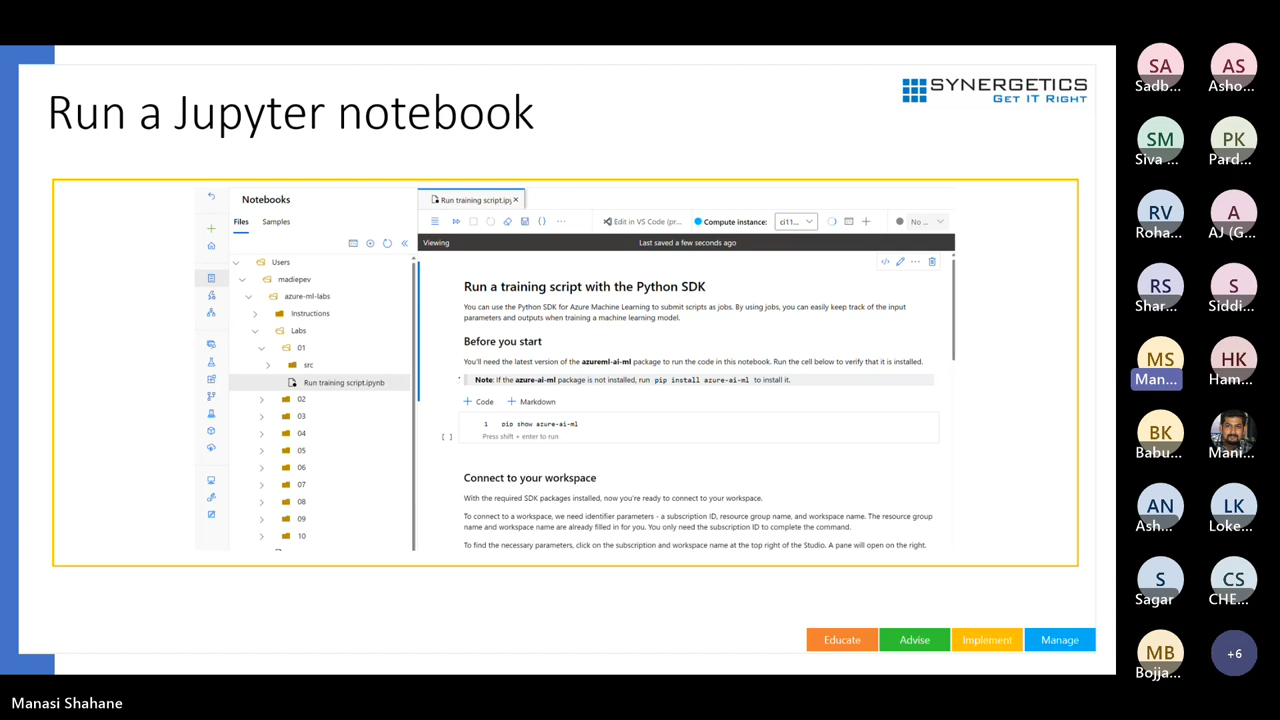 Run a Jupyter notebook
SYNERGETICS
GET IT RIGHT
Notebooks
Files Samples
Users
madiepev
azure-ml-labs
Instructions
Labs
01
src
Run training script.ipynb
02
03
04
05
06
07
08
09
10
Run training script.ipy
Edit in VS Code (pr... Compute instance: ci11... No ...
Viewing Last saved a few seconds ago
Run a training script with the Python SDK
You can use the Python SDK for Azure Machine Learning to submit scripts as jobs. By using jobs, you can easily keep track of the input
parameters and outputs when training a machine learning model.
Before you start
You'll need the latest version of the azureml-ai-ml package to run the code in this notebook. Run the cell below to verify that it is installed.
Note: If the azure-ai-ml package is not installed, run pip install azure-ai-ml to install it.
+ Code + Markdown
1 pip show azure-ai-ml
[ ] Press shift + enter to run
Connect to your workspace
With the required SDK packages installed, now you're ready to connect to your workspace.
To connect to a workspace, we need identifier parameters - a subscription ID, resource group name, and workspace name. The resource group
name and workspace name are already filled in for you. You only need the subscription ID to complete the command.
To find the necessary parameters, click on the subscription and workspace name at the top right of the Studio. A pane will open on the right.
Educate Advise Implement Manage
SA AS
Sadb... Asho...
SM PK
Siva ... Pard...
RV A
Roha... AJ (G...
RS S
Shar... Siddi...
MS HK
Man... Ham...
BK
Babu... Mani...
AN LK
Ash... Loke...
S CS
Sagar CHE...
MB +6
Bojja...
Manasi Shahane